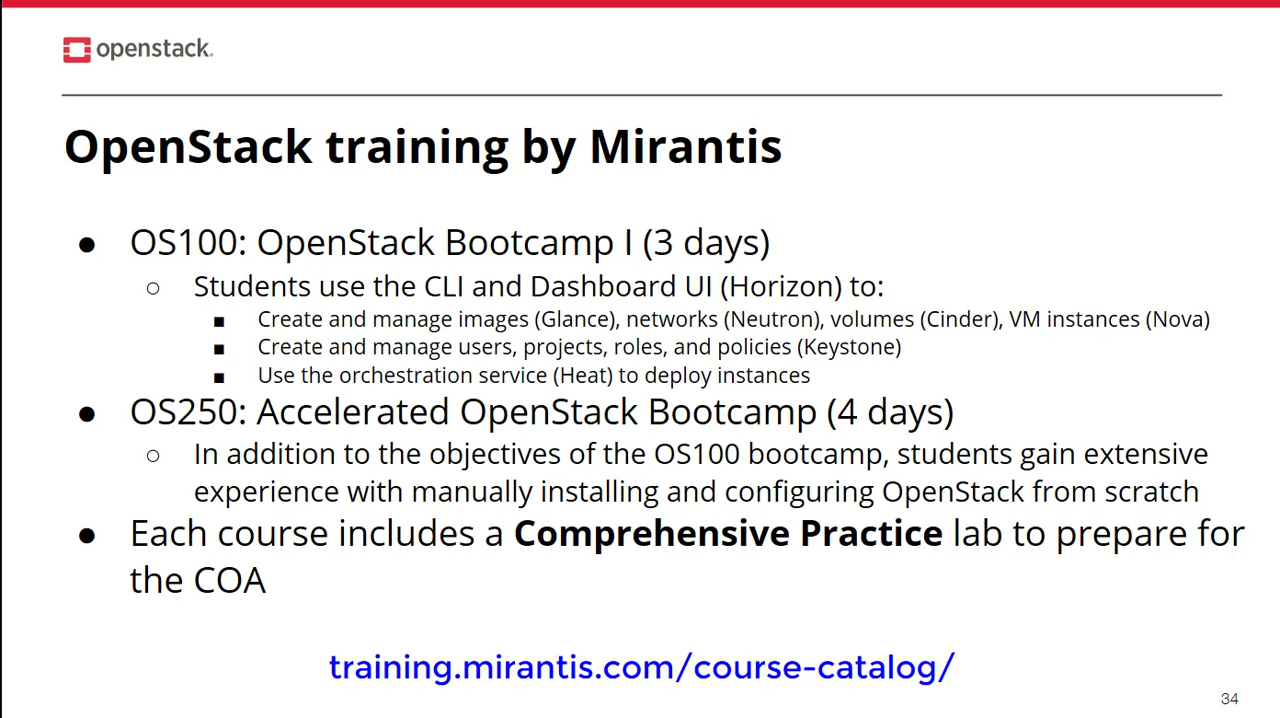 openstack.
OpenStack training by Mirantis
● OS100: OpenStack Bootcamp I (3 days)
○ Students use the CLI and Dashboard UI (Horizon) to:
■ Create and manage images (Glance), networks (Neutron), volumes (Cinder), VM instances (Nova)
■ Create and manage users, projects, roles, and policies (Keystone)
■ Use the orchestration service (Heat) to deploy instances
● OS250: Accelerated OpenStack Bootcamp (4 days)
○ In addition to the objectives of the OS100 bootcamp, students gain extensive
experience with manually installing and configuring OpenStack from scratch
● Each course includes a Comprehensive Practice lab to prepare for
the COA
training.mirantis.com/course-catalog/
34